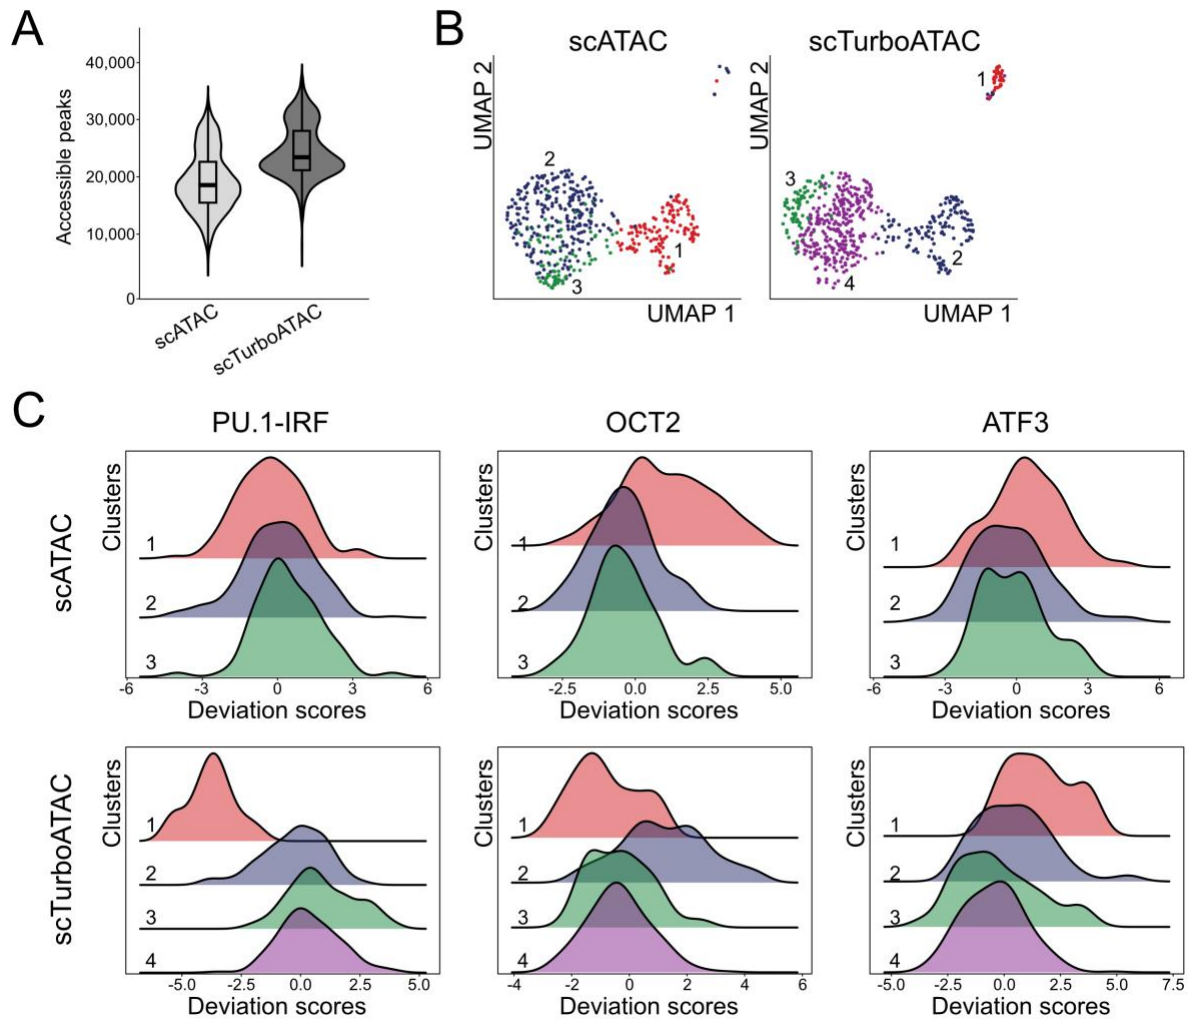 A
40,000
30,000
20,000
10,000
0
Accessible peaks
scATAC
scTurboATAC
B
scATAC
scTurboATAC
UMAP 2
2
1
3
UMAP 1
UMAP 2
1
3
2
4
UMAP 1
C
PU.1-IRF
OCT2
ATF3
scATAC
Clusters
1
2
3
-6 -3 0 3 6
Deviation scores
Clusters
1
2
3
-2.5 0.0 2.5 5.0
Deviation scores
Clusters
1
2
3
-6 -3 0 3 6
Deviation scores
scTurboATAC
Clusters
1
2
3
4
-5.0 -2.5 0.0 2.5 5.0
Deviation scores
Clusters
1
2
3
4
-4 -2 0 2 4 6
Deviation scores
Clusters
1
2
3
4
-5.0 -2.5 0.0 2.5 5.0 7.5
Deviation scores